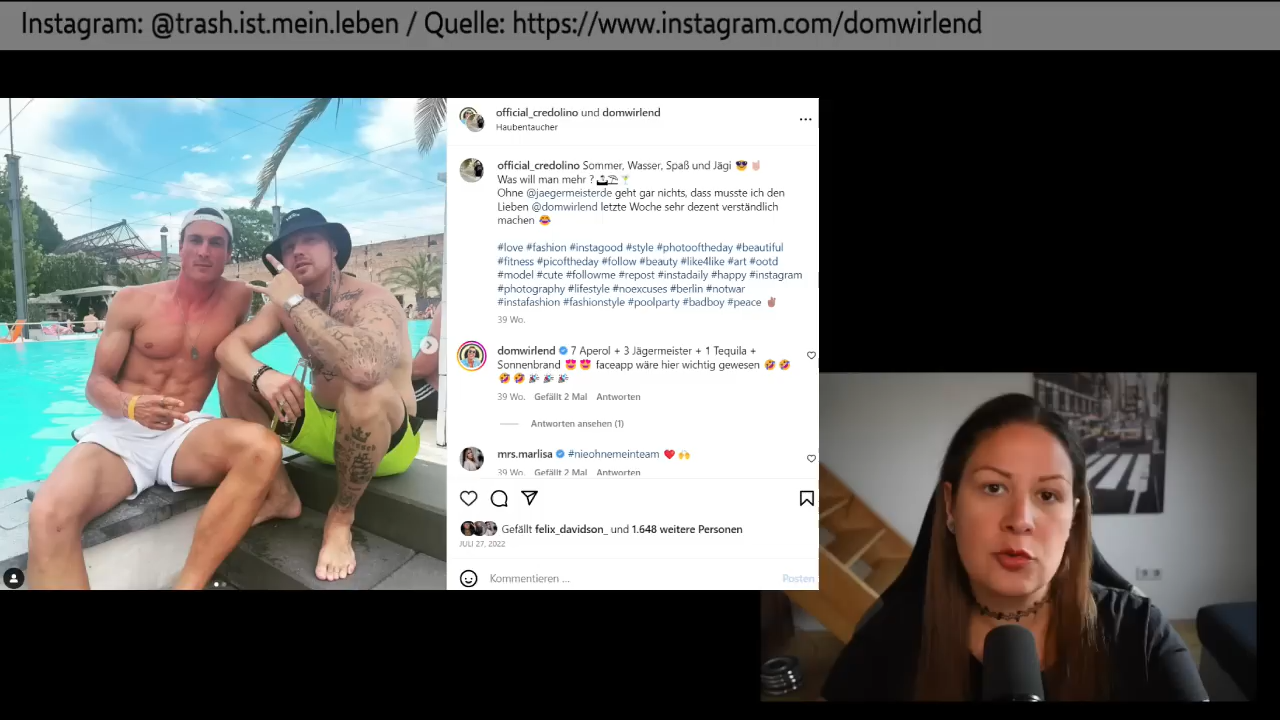 Instagram: @trash.ist.mein.leben / Quelle: https://www.instagram.com/domwirlend
official_credolino und domwirlend
Haubentaucher
official_credolino Sommer, Wasser, Spaß und Jägi 😎🤘🏻
Was will man mehr ? 🕹⛱🍸
Ohne @jaegermeisterde geht gar nichts, dass musste ich den
Lieben @domwirlend letzte Woche sehr dezent verständlich
machen 😂
#love #fashion #instagood #style #photooftheday #beautiful
#fitness #picoftheday #follow #beauty #like4like #art #ootd
#model #cute #followme #repost #instadaily #happy #instagram
#photography #lifestyle #noexcuses #berlin #notwar
#instafashion #fashionstyle #poolparty #badboy #peace ✌🏽
39 Wo.
domwirlend 7 Aperol + 3 Jägermeister + 1 Tequila +
Sonnenbrand 😍 😍 faceapp wäre hier wichtig gewesen 🤣 🤣
🤣 🤣 🎉 🎉 🎉
39 Wo. Gefällt 2 Mal Antworten
Antworten ansehen (1)
mrs.marlisa #nieohnemeinteam ❤️ 🙌
39 Wo. Gefällt 2 Mal Antworten
Gefällt felix_davidson_ und 1.648 weitere Personen
JULI 27, 2022
Kommentieren ...
Posten